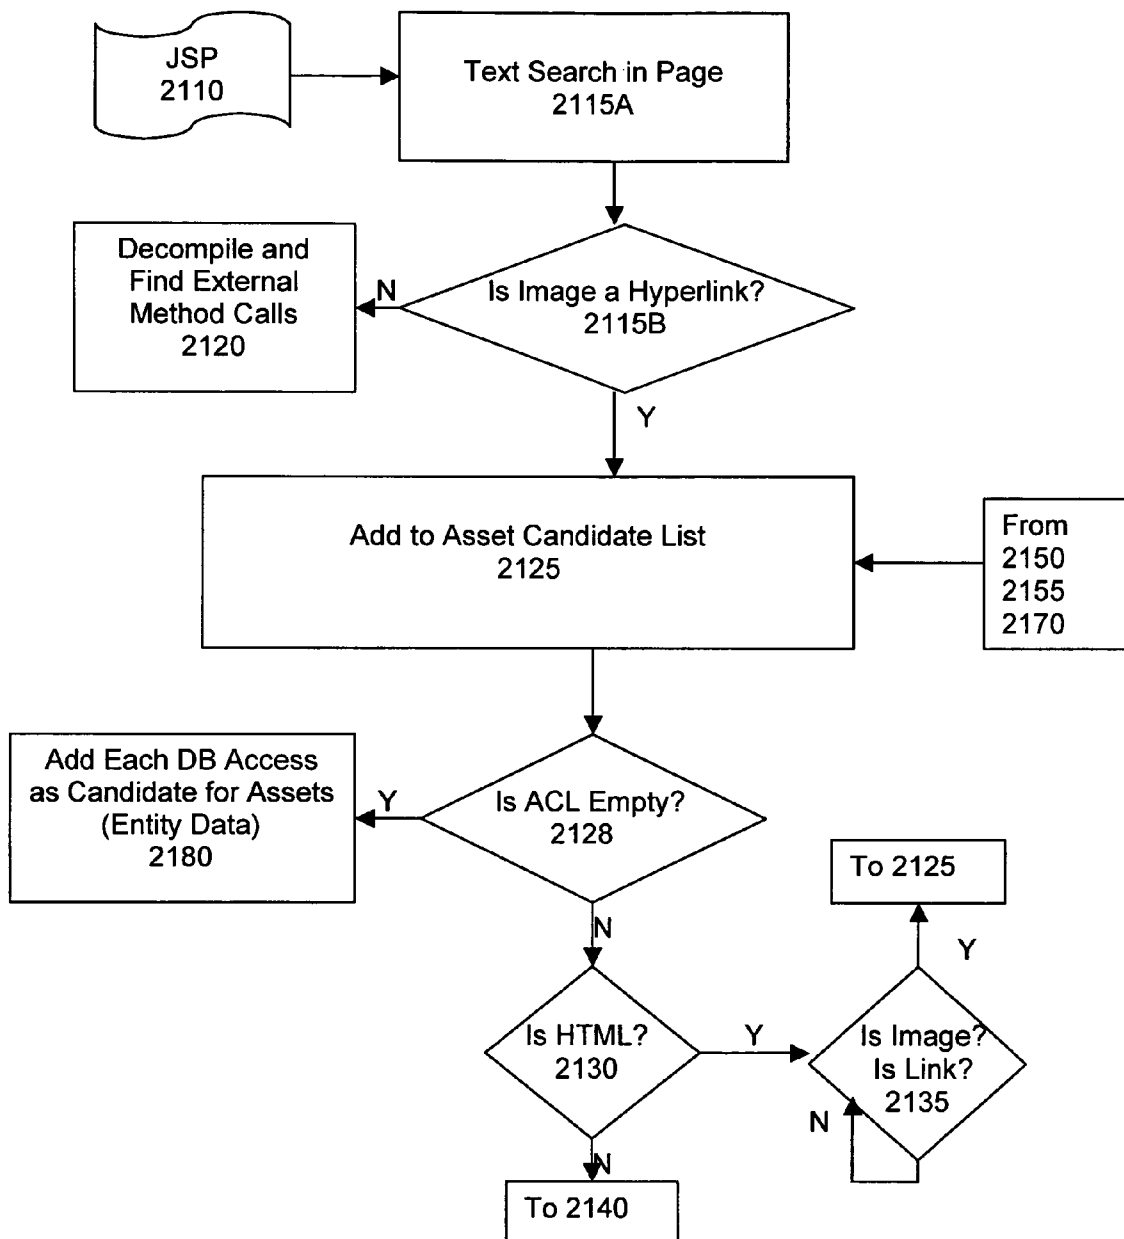 JSP
2110
Text Search in Page
2115A
Decompile and
Find External
Method Calls
2120
N
Is Image a Hyperlink?
2115B
Y
Add to Asset Candidate List
2125
From
2150
2155
2170
Add Each DB Access
as Candidate for Assets
(Entity Data)
2180
Y
Is ACL Empty?
2128
To 2125
N
Y
Is HTML?
2130
Y
Is Image?
Is Link?
2135
N
N
To 2140